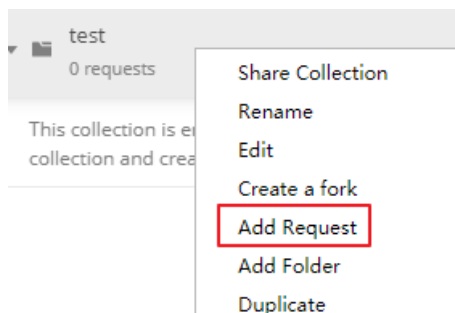 test
0 requests
Share Collection
Rename
This collection is
Edit
collection and
Create a fork
Add Request
Add Folder
Duplicate